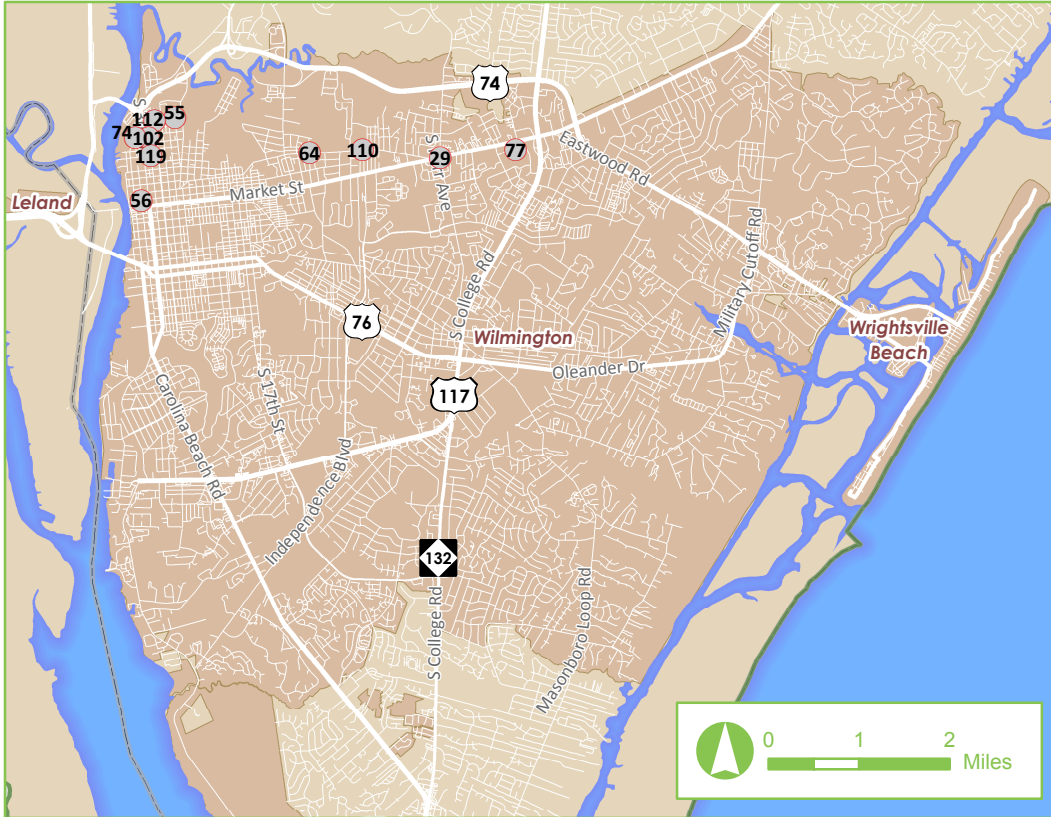 74
S
112
55
74
102
119
64
110
29
77
S Ave
Eastwood Rd
Market St
56
Leland
Military Cutoff Rd
S College Rd
76
Wilmington
Wrightsville
Beach
Oleander Dr
S 17th St
117
Carolina Beach Rd
Independence Blvd
132
S College Rd
Masonboro Loop Rd
0 1 2
Miles